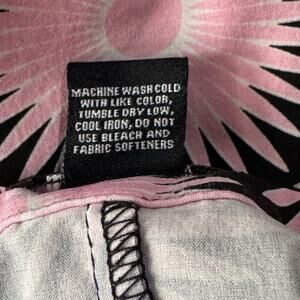 MACHINE WASH COLD
WITH LIKE COLOR,
TUMBLE DRY LOW,
COOL IRON, DO NOT
USE BLEACH AND
FABRIC SOFTENERS